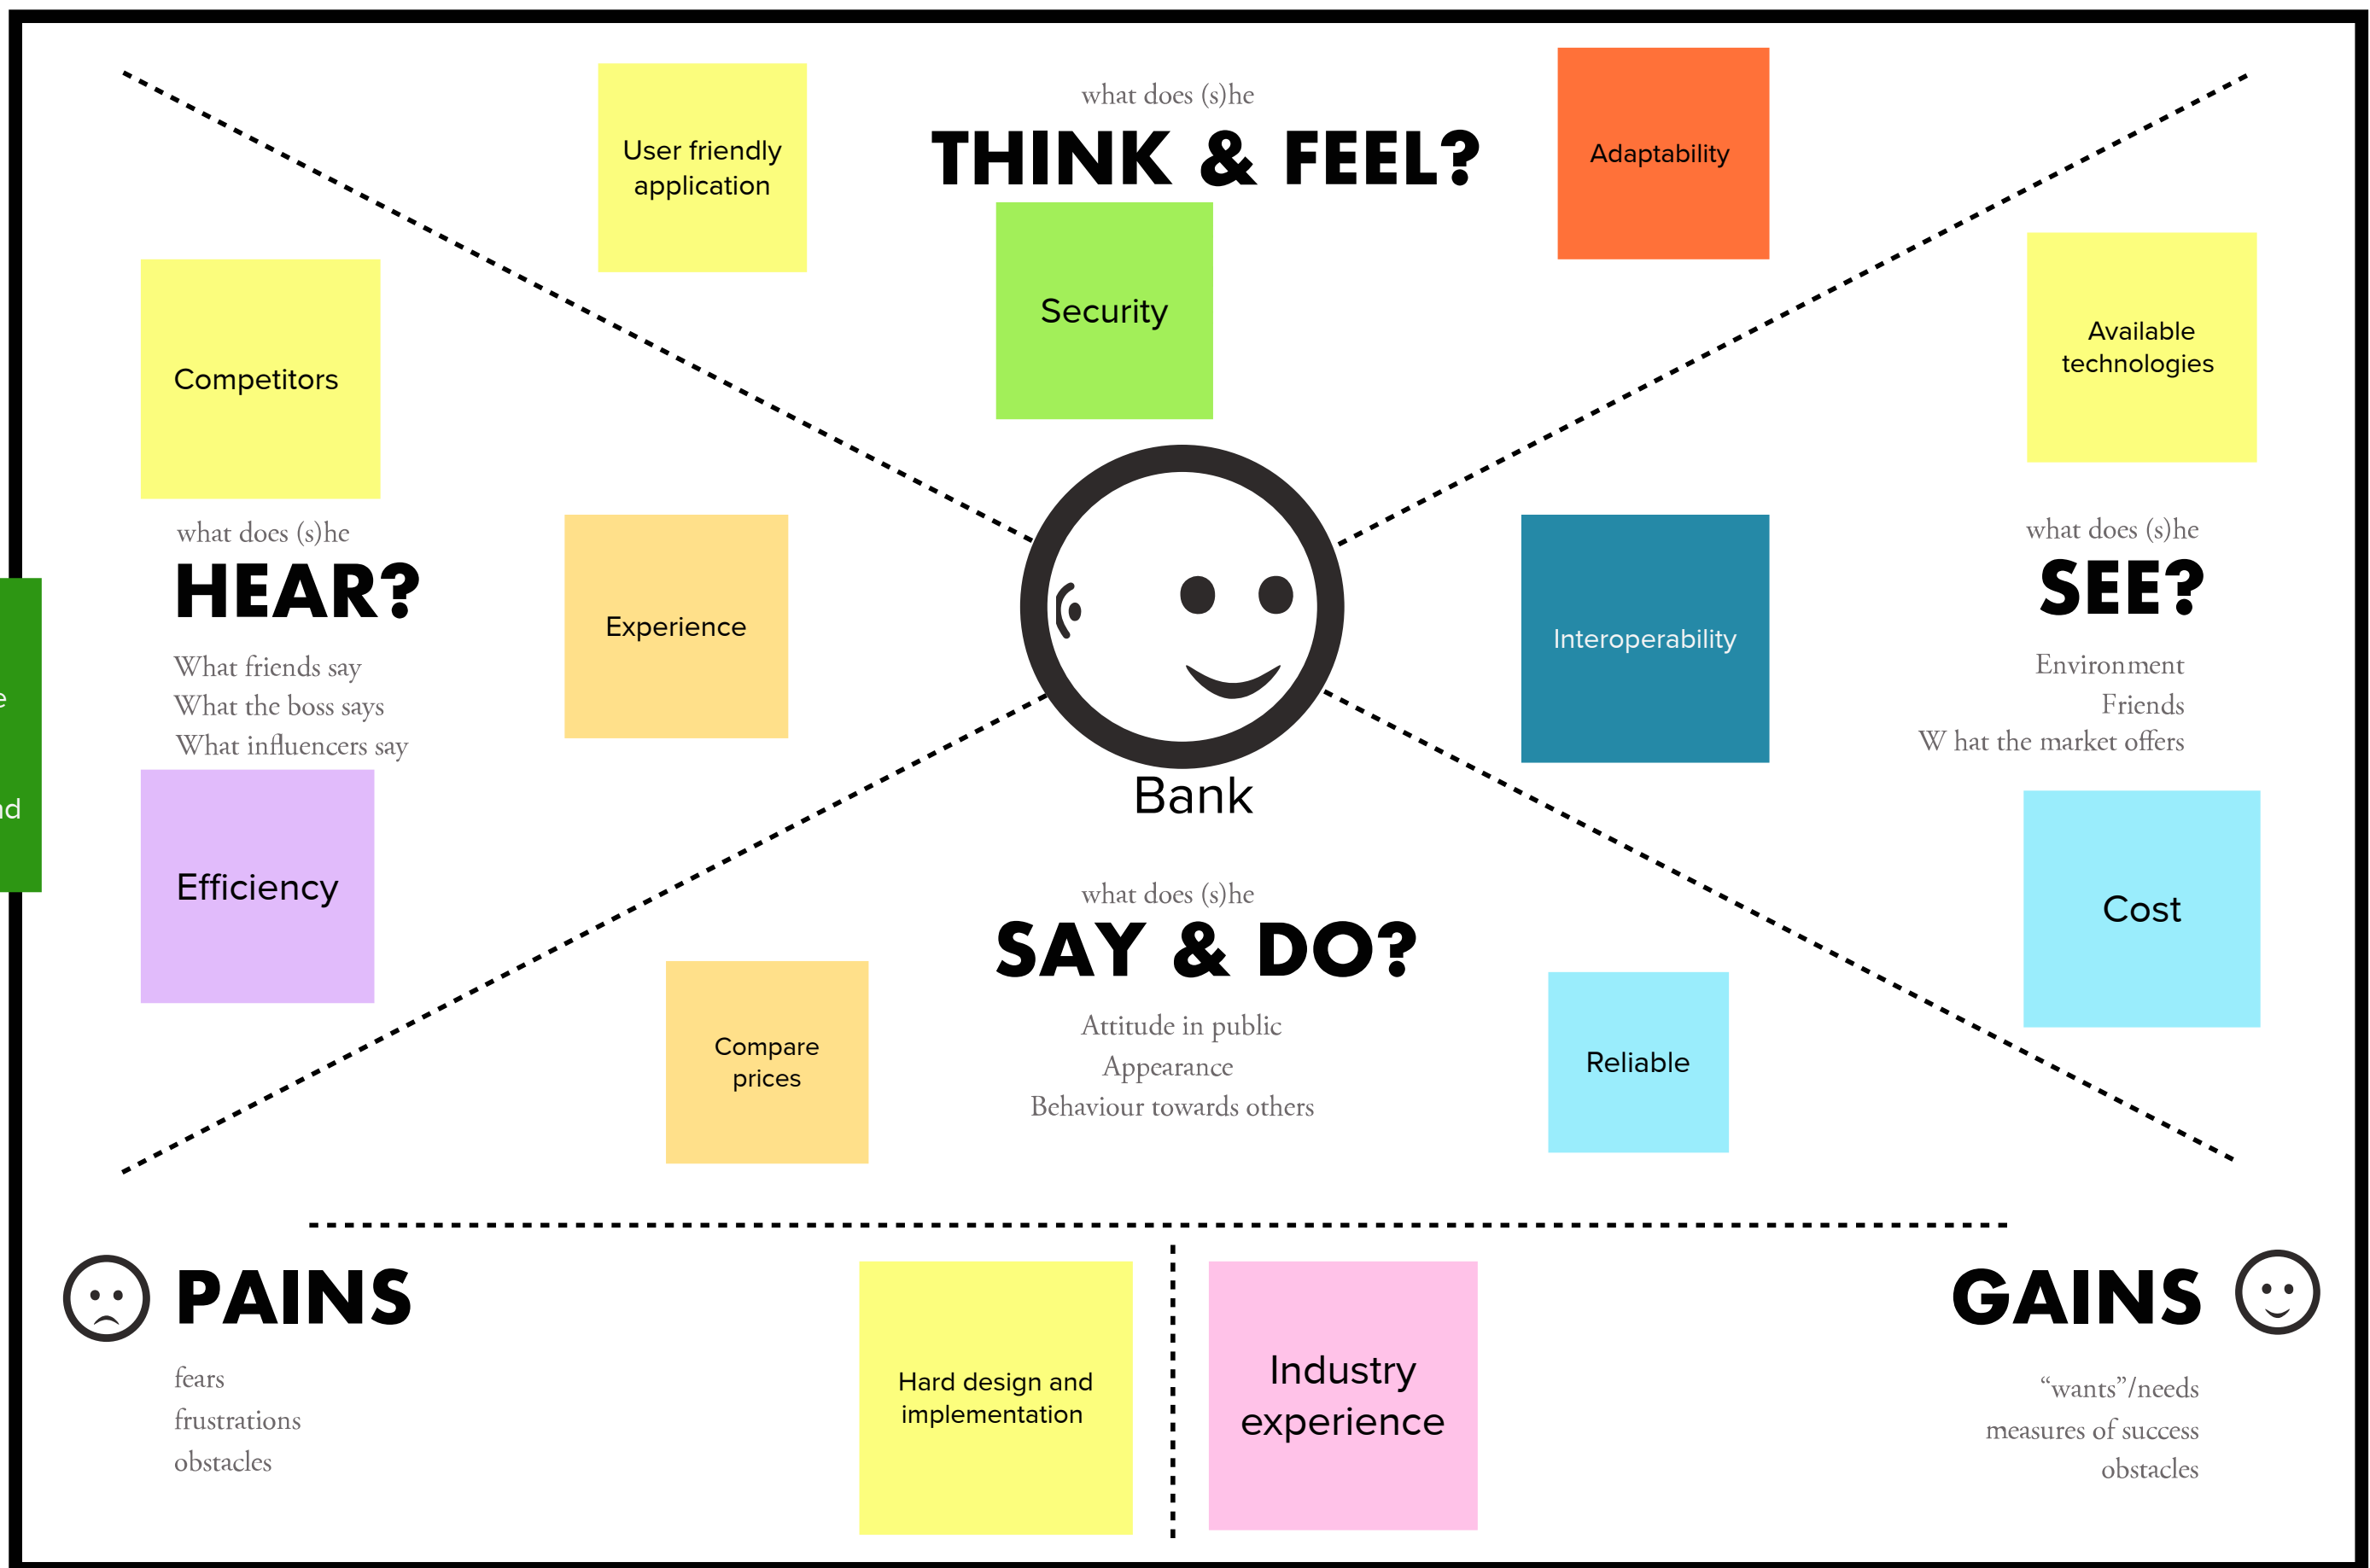 what does (s)he
THINK & FEEL?
User friendly
application
Security
Adaptability
Competitors
what does (s)he
HEAR?
What friends say
What the boss says
What influencers say
Experience
Efficiency
Available
technologies
what does (s)he
SEE?
Environment
Friends
W hat the market offers
Interoperability
Cost
Bank
what does (s)he
SAY & DO?
Attitude in public
Appearance
Behaviour towards others
Compare
prices
Reliable
PAINS
fears
frustrations
obstacles
Hard design and
implementation
Industry
experience
GAINS
“wants”/needs
measures of success
obstacles